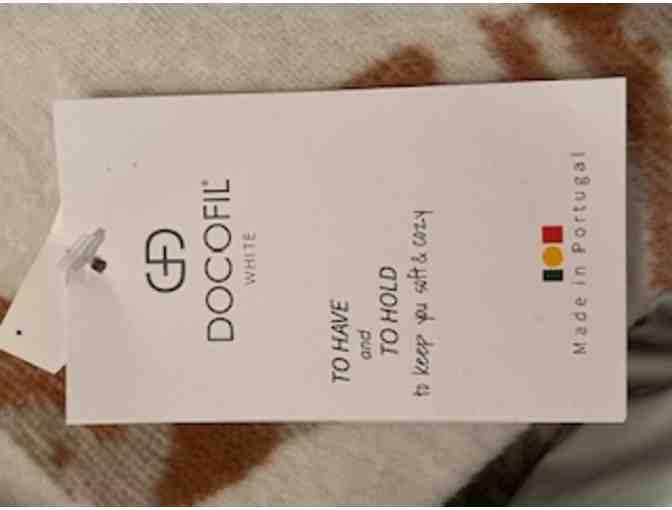 DOCOFIL®
WHITE
TO HAVE
and
TO HOLD
to keep you soft & cozy
Made in Portugal